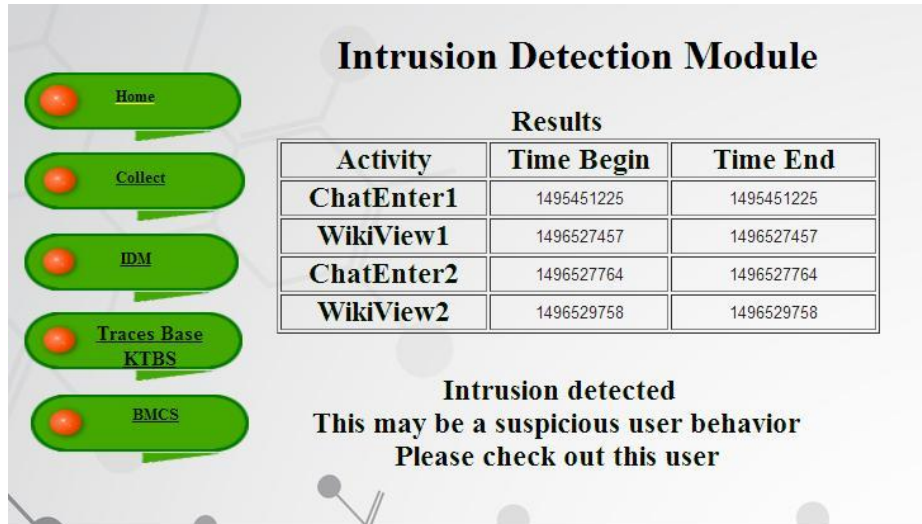 Intrusion Detection Module
Home
Collect
IDM
Traces Base
KTBS
BMCS
Results
Activity Time Begin Time End
ChatEnter1 1495451225 1495451225
WikiView1 1496527457 1496527457
ChatEnter2 1496527764 1496527764
WikiView2 1496529758 1496529758
Intrusion detected
This may be a suspicious user behavior
Please check out this user